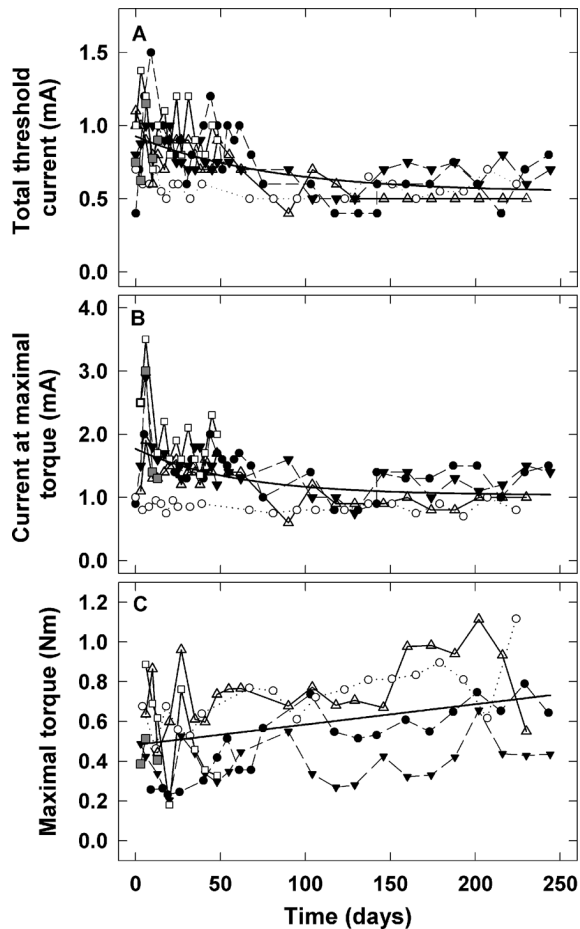 A
Total threshold
current (mA)
1.5
1.0
0.5
0.0
B
Current at maximal
torque (mA)
4.0
3.0
2.0
1.0
0.0
C
Maximal torque (Nm)
1.2
1.0
0.8
0.6
0.4
0.2
0.0
0 50 100 150 200 250
Time (days)